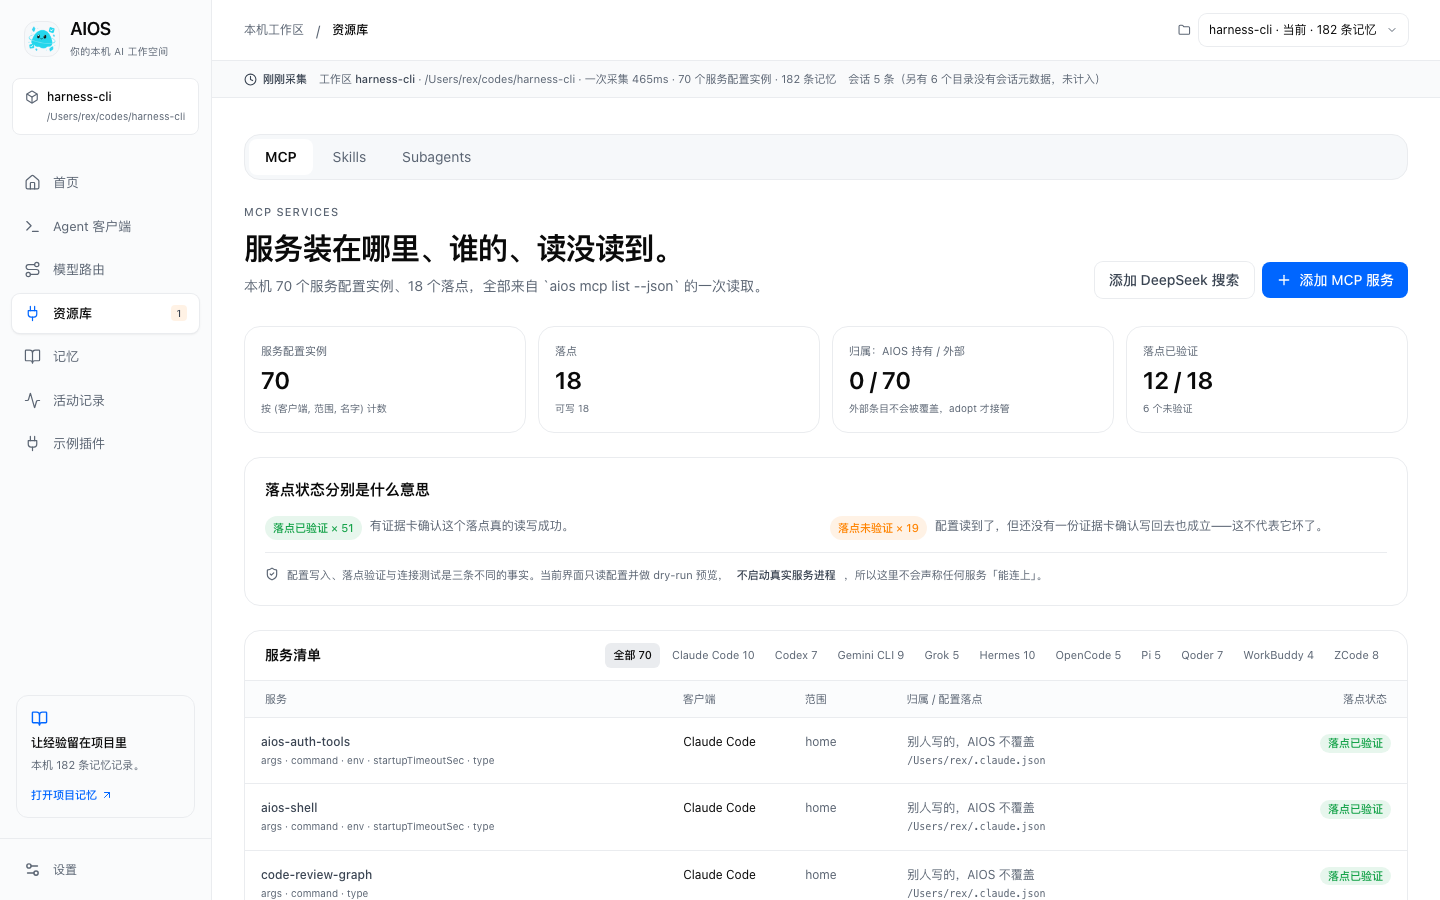 AIOS
你的本机 AI 工作空间
harness-cli
/Users/rex/codes/harness-cli
首页
Agent 客户端
模型路由
资源库 1
记忆
活动记录
示例插件
让经验留在项目里
本机 182 条记忆记录。
打开项目记忆
设置
本机工作区 / 资源库
harness-cli · 当前 · 182 条记忆
刚刚采集 工作区 harness-cli · /Users/rex/codes/harness-cli · 一次采集 465ms · 70 个服务配置实例 · 182 条记忆 会话 5 条（另有 6 个目录没有会话元数据，未计入）
MCP Skills Subagents
MCP SERVICES
服务装在哪里、谁的、读没读到。
本机 70 个服务配置实例、18 个落点，全部来自 `aios mcp list --json` 的一次读取。
添加 DeepSeek 搜索
添加 MCP 服务
服务配置实例
70
按 (客户端, 范围, 名字) 计数
落点
18
可写 18
归属：AIOS 持有 / 外部
0 / 70
外部条目不会被覆盖，adopt 才接管
落点已验证
12 / 18
6 个未验证
落点状态分别是什么意思
落点已验证 × 51 有证据卡确认这个落点真的读写成功。
落点未验证 × 19 配置读到了，但还没有一份证据卡确认写回去也成立——这不代表它坏了。
配置写入、落点验证与连接测试是三条不同的事实。当前界面只读配置并做 dry-run 预览， 不启动真实服务进程 ，所以这里不会声称任何服务「能连上」。
服务清单
全部 70 Claude Code 10 Codex 7 Gemini CLI 9 Grok 5 Hermes 10 OpenCode 5 Pi 5 Qoder 7 WorkBuddy 4 ZCode 8
服务 客户端 范围 归属 / 配置落点 落点状态
aios-auth-tools Claude Code home 别人写的，AIOS 不覆盖 落点已验证
args · command · env · startupTimeoutSec · type /Users/rex/.claude.json
aios-shell Claude Code home 别人写的，AIOS 不覆盖 落点已验证
args · command · env · startupTimeoutSec · type /Users/rex/.claude.json
code-review-graph Claude Code home 别人写的，AIOS 不覆盖 落点已验证
args · command · type /Users/rex/.claude.json